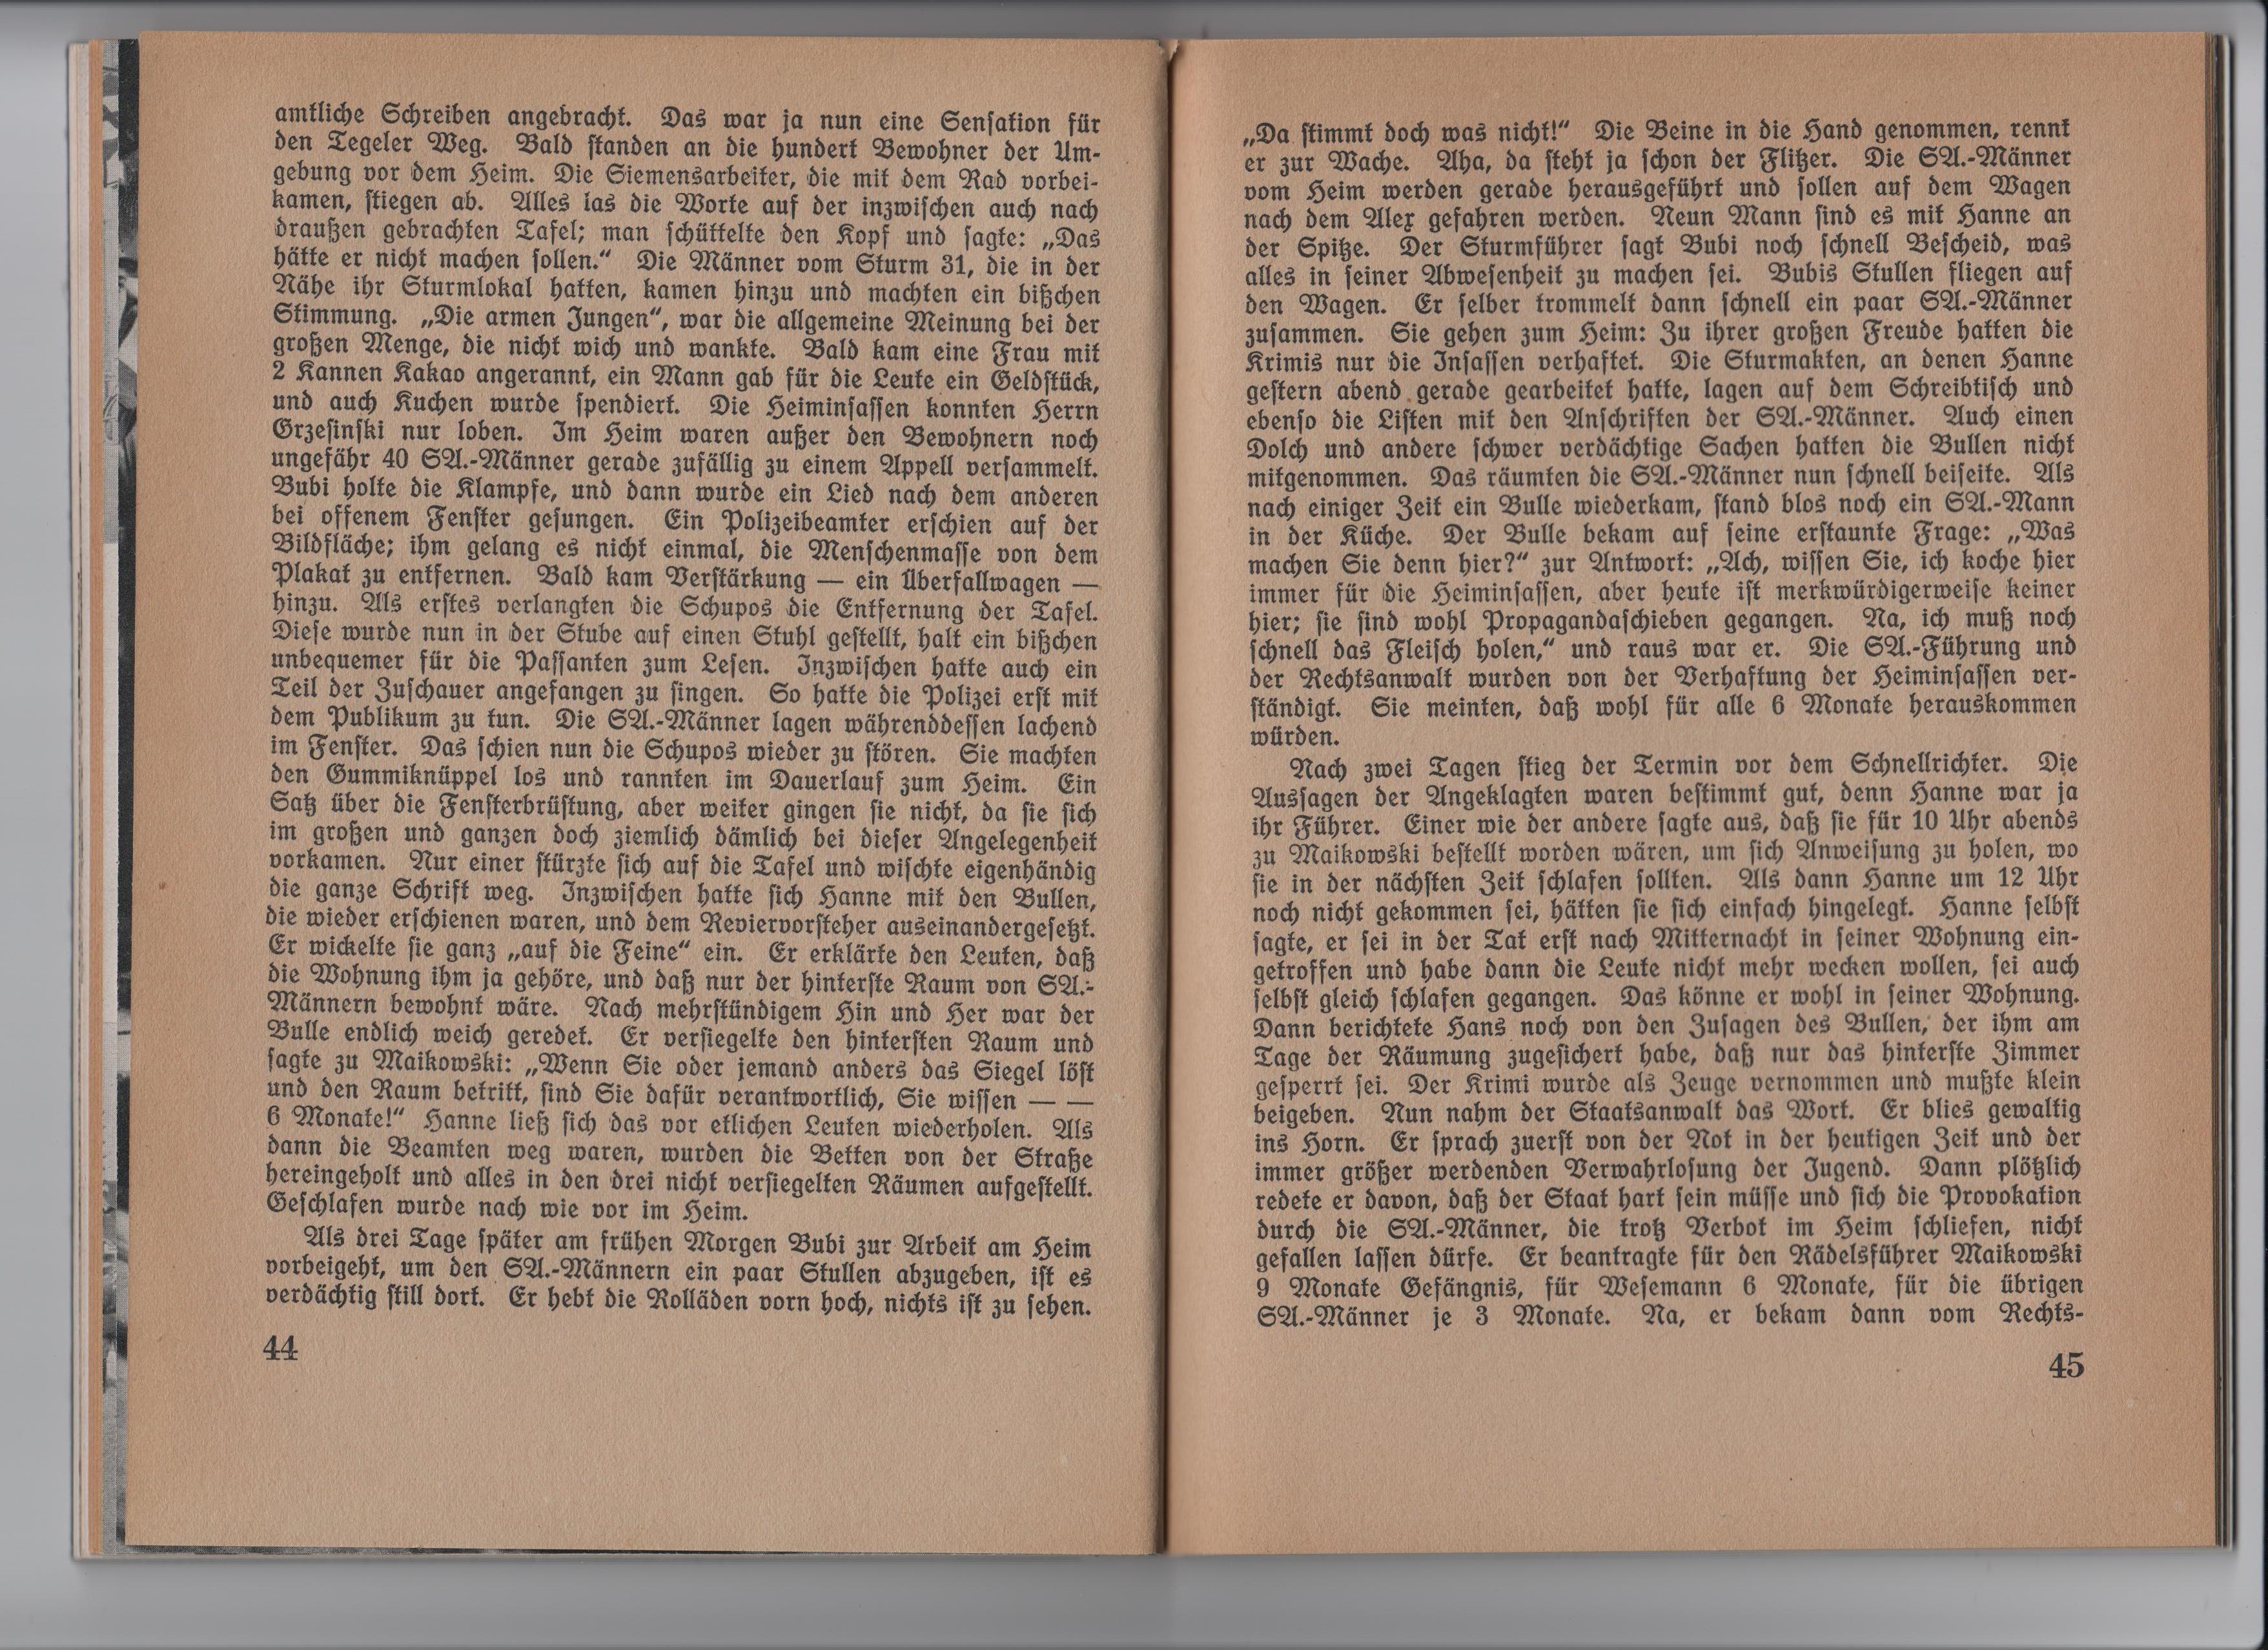 amtliche Schreiben angebracht. Das war ja nun eine Sensation für
den Tegeler Weg. Bald standen an die hundert Bewohner der Um-
gebung vor dem Heim. Die Siemensarbeiter, die mit dem Rad vorbei-
kamen, stiegen ab. Alles las die Worte auf der inzwischen auch nach
draußen gebrachten Tafel; man schüttelte den Kopf und sagte: „Das
hätte er nicht machen sollen.“ Die Männer vom Sturm 31, die in der
Nähe ihr Sturmlokal hatten, kamen hinzu und machten ein bißchen
Stimmung. „Die armen Jungen“, war die allgemeine Meinung bei der
großen Menge, die nicht wich und wankte. Bald kam eine Frau mit
2 Kannen Kakao angerannt, ein Mann gab für die Leute ein Geldstück,
und auch Kuchen wurde spendiert. Die Heiminsassen konnten Herrn
Grzesinski nur loben. Im Heim waren außer den Bewohnern noch
ungefähr 40 SA.-Männer gerade zufällig zu einem Appell versammelt.
Bubi holte die Klampfe, und dann wurde ein Lied nach dem anderen
bei offenem Fenster gesungen. Ein Polizeibeamter erschien auf der
Bildfläche; ihm gelang es nicht einmal, die Menschenmasse von dem
Plakat zu entfernen. Bald kam Verstärkung — ein Überfallwagen —
hinzu. Als erstes verlangten die Schupos die Entfernung der Tafel.
Diese wurde nun in der Stube auf einen Stuhl gestellt, halt ein bißchen
unbequemer für die Passanten zum Lesen. Inzwischen hatte auch ein
Teil der Zuschauer angefangen zu singen. So hatte die Polizei erst mit
dem Publikum zu tun. Die SA.-Männer lagen währenddessen lachend
im Fenster. Das schien nun die Schupos wieder zu stören. Sie machten
den Gummiknüppel los und rannten im Dauerlauf zum Heim. Ein
Satz über die Fensterbrüstung, aber weiter gingen sie nicht, da sie sich
im großen und ganzen doch ziemlich dämlich bei dieser Angelegenheit
vorkamen. Nur einer stürzte sich auf die Tafel und wischte eigenhändig
die ganze Schrift weg. Inzwischen hatte sich Hanne mit den Bullen,
die wieder erschienen waren, und dem Reviervorsteher auseinandergesetzt.
Er wickelte sie ganz „auf die Feine“ ein. Er erklärte den Leuten, daß
die Wohnung ihm ja gehöre, und daß nur der hinterste Raum von SA.-
Männern bewohnt wäre. Nach mehrstündigem Hin und Her war der
Bulle endlich weich geredet. Er versiegelte den hintersten Raum und
sagte zu Maikowski: „Wenn Sie oder jemand anders das Siegel löst
und den Raum betritt, sind Sie dafür verantwortlich, Sie wissen — —
6 Monate!“ Hanne ließ sich das vor etlichen Leuten wiederholen. Als
dann die Beamten weg waren, wurden die Betten von der Straße
hereingeholt und alles in den drei nicht versiegelten Räumen aufgestellt.
Geschlafen wurde nach wie vor im Heim.
Als drei Tage später am frühen Morgen Bubi zur Arbeit am Heim
vorbeigeht, um den SA.-Männern ein paar Stullen abzugeben, ist es
verdächtig still dort. Er hebt die Rolläden vorn hoch, nichts ist zu sehen.
44
„Da stimmt doch was nicht!“ Die Beine in die Hand genommen, rennt
er zur Wache. Aha, da steht ja schon der Flitzer. Die SA.-Männer
vom Heim werden gerade herausgeführt und sollen auf dem Wagen
nach dem Alex gefahren werden. Neun Mann sind es mit Hanne an
der Spitze. Der Sturmführer sagt Bubi noch schnell Bescheid, was
alles in seiner Abwesenheit zu machen sei. Bubis Stullen fliegen auf
den Wagen. Er selber trommelt dann schnell ein paar SA.-Männer
zusammen. Sie gehen zum Heim: Zu ihrer großen Freude hatten die
Krimis nur die Insassen verhaftet. Die Sturmakten, an denen Hanne
gestern abend gerade gearbeitet hatte, lagen auf dem Schreibtisch und
ebenso die Listen mit den Anschriften der SA.-Männer. Auch einen
Dolch und andere schwer verdächtige Sachen hatten die Bullen nicht
mitgenommen. Das räumten die SA.-Männer nun schnell beiseite. Als
nach einiger Zeit ein Bulle wiederkam, stand blos noch ein SA.-Mann
in der Küche. Der Bulle bekam auf seine erstaunte Frage: „Was
machen Sie denn hier?“ zur Antwort: „Ach, wissen Sie, ich koche hier
immer für die Heiminsassen, aber heute ist merkwürdigerweise keiner
hier; sie sind wohl Propagandaschieben gegangen. Na, ich muß noch
schnell das Fleisch holen,“ und raus war er. Die SA.-Führung und
der Rechtsanwalt wurden von der Verhaftung der Heiminsassen ver-
ständigt. Sie meinten, daß wohl für alle 6 Monate herauskommen
würden.
Nach zwei Tagen stieg der Termin vor dem Schnellrichter. Die
Aussagen der Angeklagten waren bestimmt gut, denn Hanne war ja
ihr Führer. Einer wie der andere sagte aus, daß sie für 10 Uhr abends
zu Maikowski bestellt worden wären, um sich Anweisung zu holen, wo
sie in der nächsten Zeit schlafen sollten. Als dann Hanne um 12 Uhr
noch nicht gekommen sei, hätten sie sich einfach hingelegt. Hanne selbst
sagte, er sei in der Tat erst nach Mitternacht in seiner Wohnung ein-
getroffen und habe dann die Leute nicht mehr wecken wollen, sei auch
selbst gleich schlafen gegangen. Das könne er wohl in seiner Wohnung.
Dann berichtete Hans noch von den Zusagen des Bullen, der ihm am
Tage der Räumung zugesichert habe, daß nur das hinterste Zimmer
gesperrt sei. Der Krimi wurde als Zeuge vernommen und mußte klein
beigeben. Nun nahm der Staatsanwalt das Wort. Er blies gewaltig
ins Horn. Er sprach zuerst von der Not in der heutigen Zeit und der
immer größer werdenden Verwahrlosung der Jugend. Dann plötzlich
redete er davon, daß der Staat hart sein müsse und sich die Provokation
durch die SA.-Männer, die trotz Verbot im Heim schliefen, nicht
gefallen lassen dürfe. Er beantragte für den Rädelsführer Maikowski
9 Monate Gefängnis, für Wesemann 6 Monate, für die übrigen
SA.-Männer je 3 Monate. Na, er bekam dann vom Rechts-
45